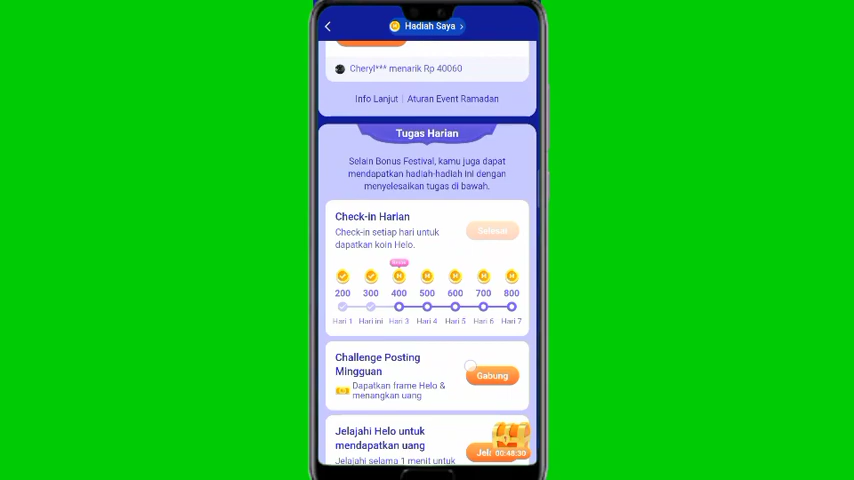 Hadiah Saya
Cheryl*** menarik Rp 40060
Info Lanjut | Aturan Event Ramadan
Tugas Harian
Selain Bonus Festival, kamu juga dapat
mendapatkan hadiah-hadiah ini dengan
menyelesaikan tugas di bawah.
Check-in Harian
Check-in setiap hari untuk
dapatkan koin Helo.
Selesai
200 300 400 500 600 700 800
Hari 1 Hari ini Hari 3 Hari 4 Hari 5 Hari 6 Hari 7
Challenge Posting
Mingguan
Dapatkan frame Helo &
menangkan uang
Gabung
Jelajahi Helo untuk
mendapatkan uang
Jelajahi selama 1 menit untuk
00:48:30